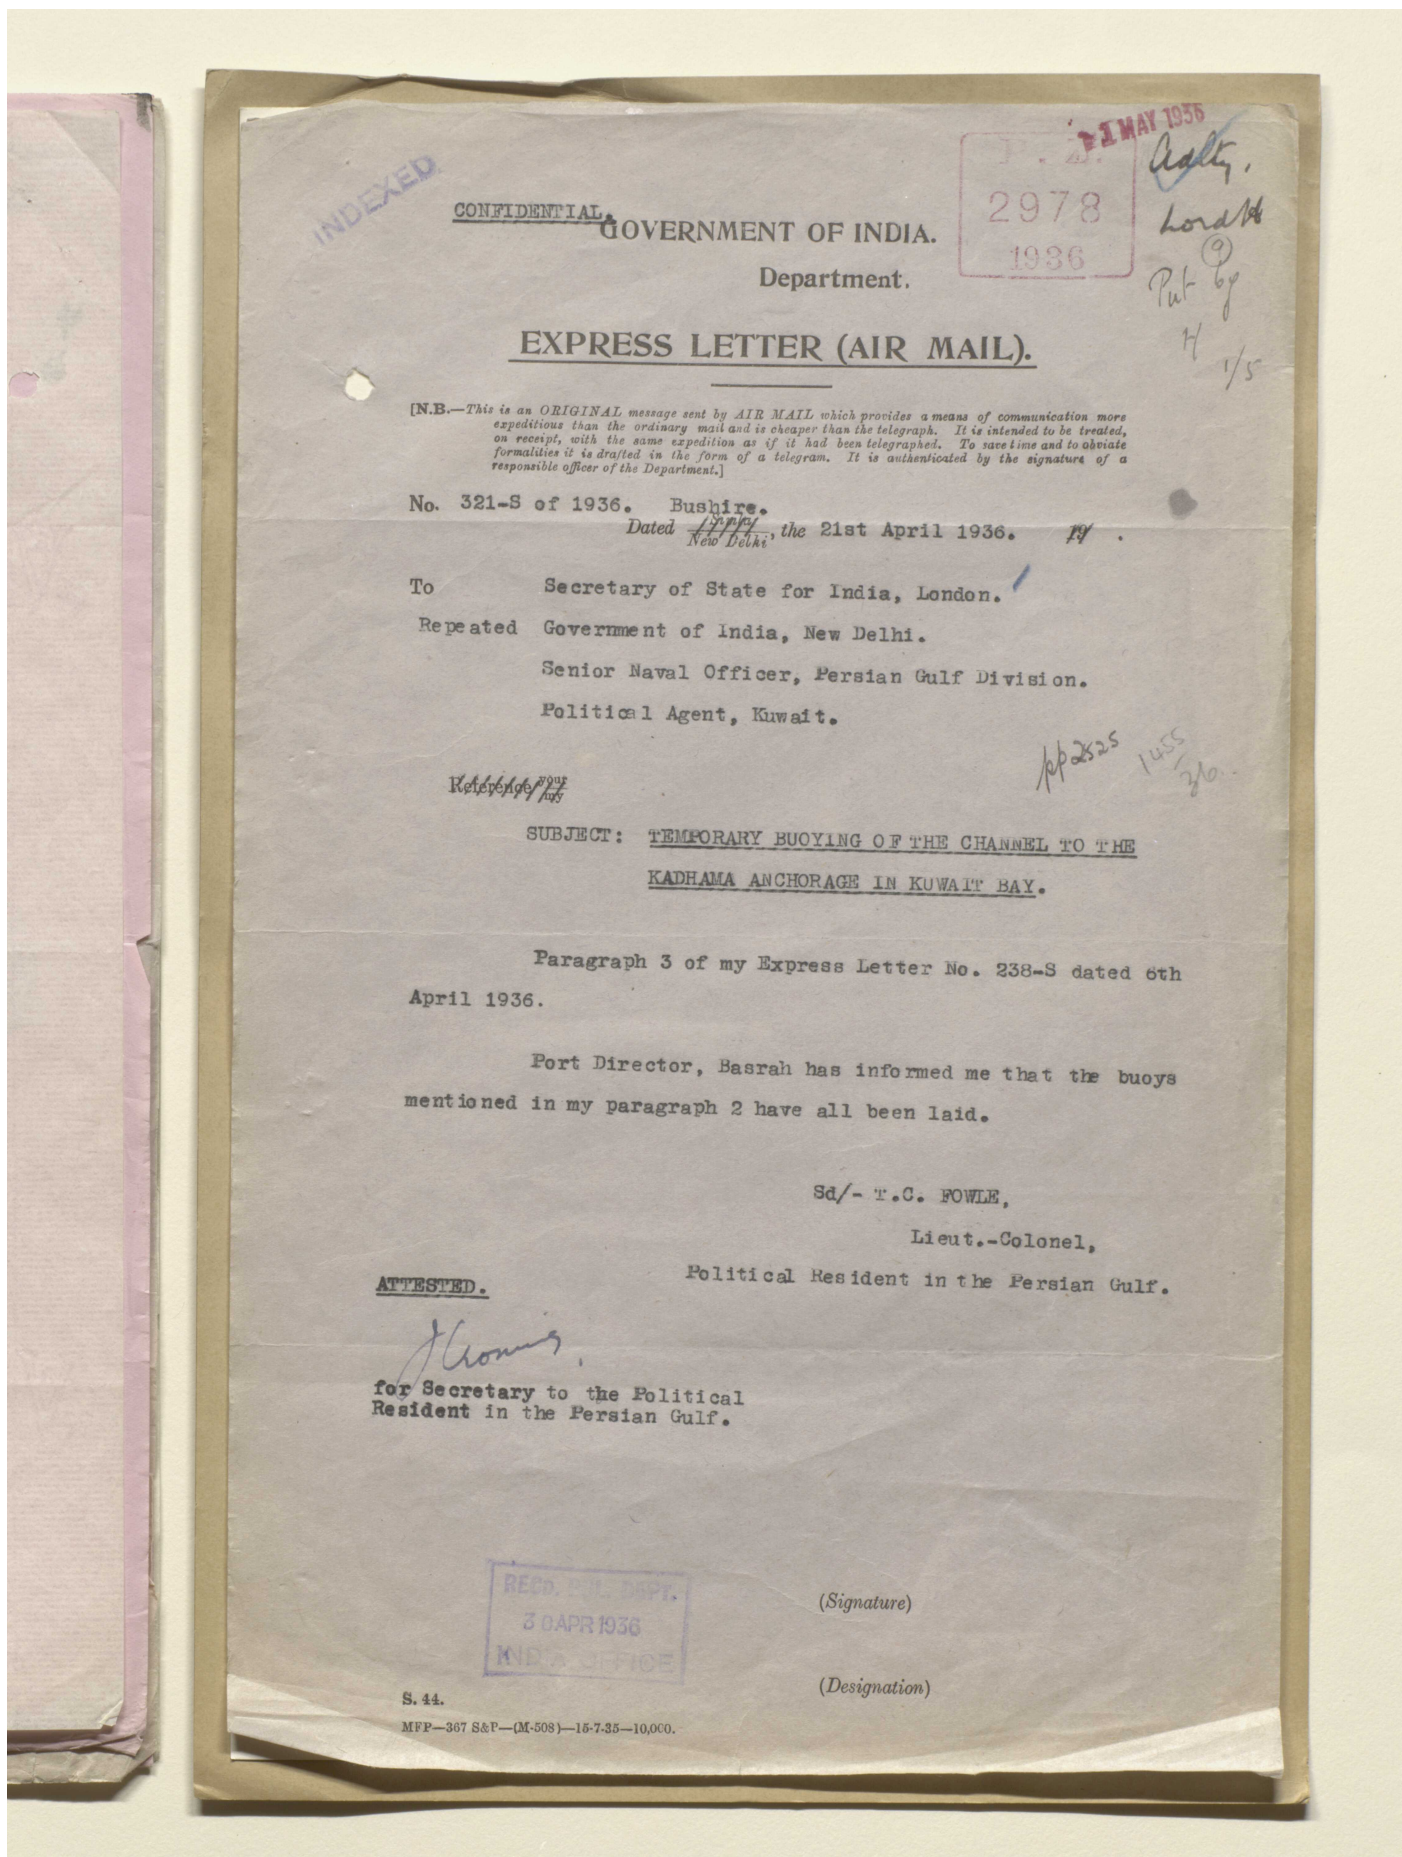 INDEXED
1 MAY 1936
CONFIDENTIAL.
GOVERNMENT OF INDIA.
P. Z.
2978
1936
Adlty.
Lord H
Put by
H
1/5
Department.
EXPRESS LETTER (AIR MAIL).
[N.B.—This is an ORIGINAL message sent by AIR MAIL which provides a means of communication more
expeditious than the ordinary mail and is cheaper than the telegraph. It is intended to be treated,
on receipt, with the same expedition as if it had been telegraphed. To save time and to obviate
formalities it is drafted in the form of a telegram. It is authenticated by the signature of a
responsible officer of the Department.]
No. 321-S of 1936. Bushire.
Dated Simla New Delhi, the 21st April 1936. 19 .
To Secretary of State for India, London.
Repeated Government of India, New Delhi.
Senior Naval Officer, Persian Gulf Division.
Political Agent, Kuwait.
pp 2525
1455
36
Reference your
my
SUBJECT: TEMPORARY BUOYING OF THE CHANNEL TO THE
KADHAMA ANCHORAGE IN KUWAIT BAY.
Paragraph 3 of my Express Letter No. 238-S dated 6th
April 1936.
Port Director, Basrah has informed me that the buoys
mentioned in my paragraph 2 have all been laid.
Sd/- T.C. FOWLE,
Lieut.-Colonel,
Political Resident in the Persian Gulf.
ATTESTED.
for Secretary to the Political
Resident in the Persian Gulf.
RECD. POL. DEPT.
30 APR 1936
INDIA OFFICE
(Signature)
(Designation)
S. 44.
MFP—367 S&P—(M-508)—15-7-35—10,000.